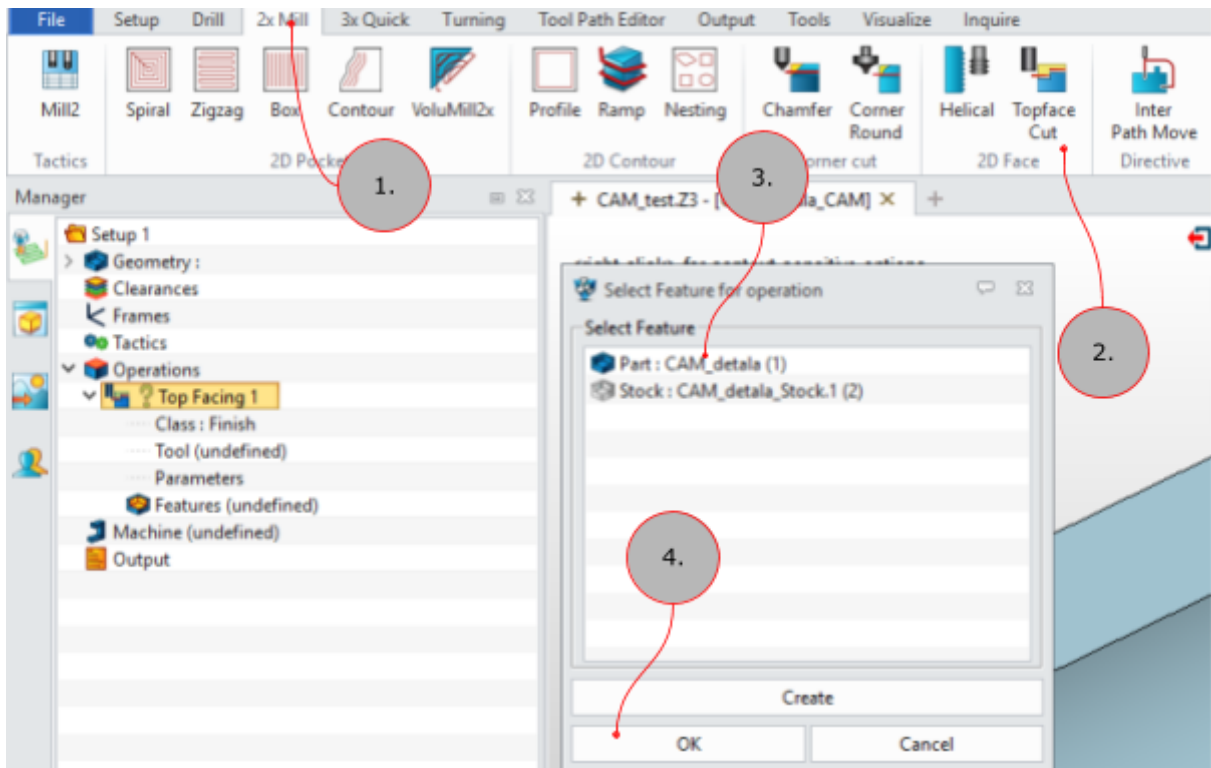 File Setup Drill 2x Mill 3x Quick Turning Tool Path Editor Output Tools Visualize Inquire
Mill2 Spiral Zigzag Box Contour VoluMill2x Profile Ramp Nesting Chamfer Corner Round Helical Topface Cut Inter Path Move
Tactics 2D 2D Contour cut 2D Face Directive
1.
3.
Manager
CAM_test.Z3 - [ _CAM]
Setup 1
Geometry :
Clearances
Frames
Tactics
Operations
? Top Facing 1
Class : Finish
Tool (undefined)
Parameters
Features (undefined)
Machine (undefined)
Output
Select Feature for operation
Select Feature
Part : CAM_detala (1)
Stock : CAM_detala_Stock.1 (2)
2.
4.
Create
OK Cancel